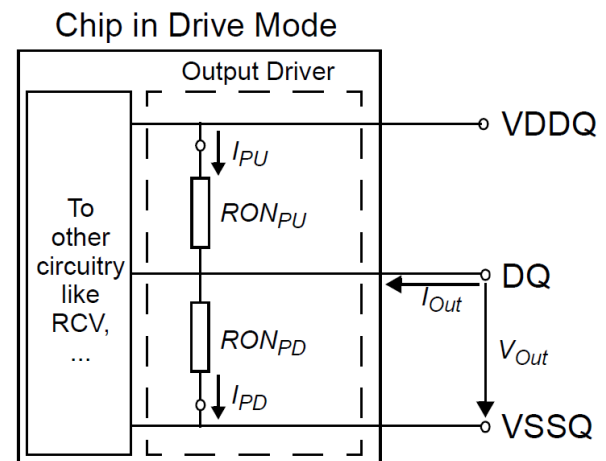 Chip in Drive Mode
Output Driver
VDDQ
I_PU
To
other
circuitry
like
RCV,
...
RON_PU
DQ
I_Out
RON_PD
V_Out
I_PD
VSSQ